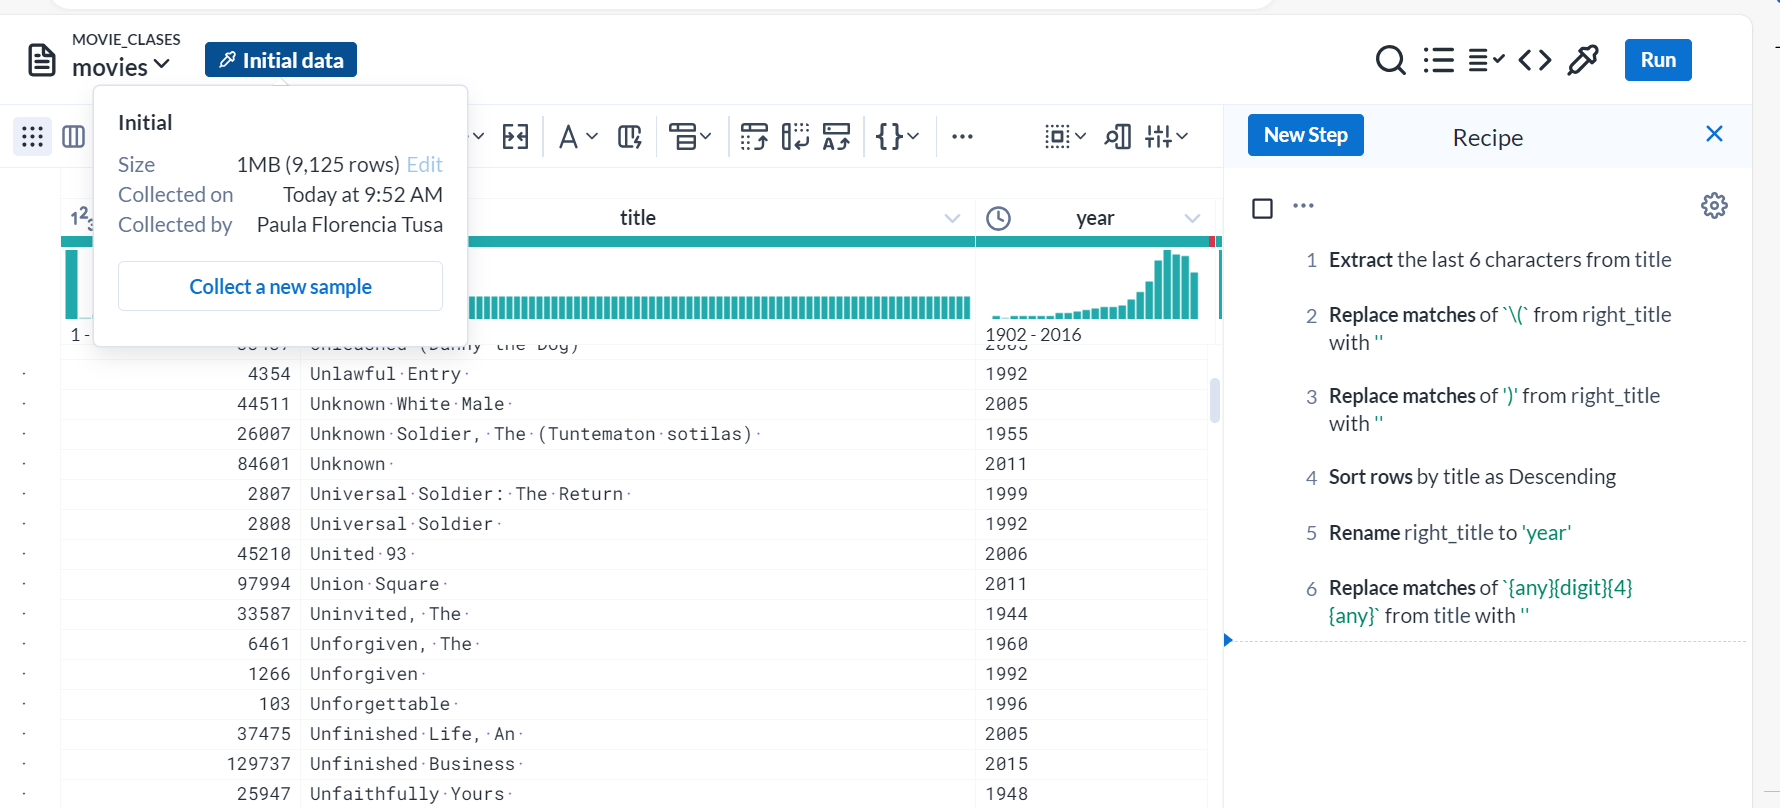 MOVIE_CLASES
movies
Initial data
Run
Initial
Size 1MB (9,125 rows) Edit
Collected on Today at 9:52 AM
Collected by Paula Florencia Tusa
Collect a new sample
New Step
Recipe
title
year
1 -
1902 - 2016
(Danny the Dog)
4354 Unlawful·Entry· 1992
44511 Unknown·White·Male· 2005
26007 Unknown·Soldier,·The·(Tuntematon·sotilas)· 1955
84601 Unknown· 2011
2807 Universal·Soldier:·The·Return· 1999
2808 Universal·Soldier· 1992
45210 United·93· 2006
97994 Union·Square· 2011
33587 Uninvited,·The· 1944
6461 Unforgiven,·The· 1960
1266 Unforgiven· 1992
103 Unforgettable· 1996
37475 Unfinished·Life,·An· 2005
129737 Unfinished·Business· 2015
25947 Unfaithfully·Yours· 1948
1 Extract the last 6 characters from title
2 Replace matches of `\(` from right_title
with ''
3 Replace matches of ')' from right_title
with ''
4 Sort rows by title as Descending
5 Rename right_title to 'year'
6 Replace matches of `{any}{digit}{4}
{any}` from title with ''